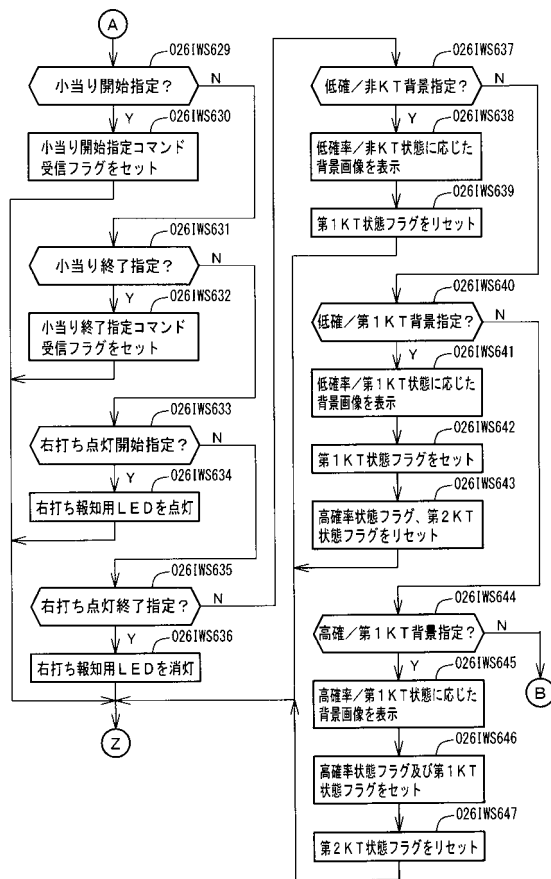 A
026IWS629
小当り開始指定?
N
Y
026IWS630
小当り開始指定コマンド
受信フラグをセット
026IWS631
小当り終了指定?
N
Y
026IWS632
小当り終了指定コマンド
受信フラグをセット
026IWS633
右打ち点灯開始指定?
N
Y
026IWS634
右打ち報知用LEDを点灯
026IWS635
右打ち点灯終了指定?
N
Y
026IWS636
右打ち報知用LEDを消灯
Z
026IWS637
低確/非KT背景指定?
N
Y
026IWS638
低確率/非KT状態に応じた
背景画像を表示
026IWS639
第1KT状態フラグをリセット
026IWS640
低確/第1KT背景指定?
N
Y
026IWS641
低確率/第1KT状態に応じた
背景画像を表示
026IWS642
第1KT状態フラグをセット
026IWS643
高確率状態フラグ、第2KT
状態フラグをリセット
026IWS644
高確/第1KT背景指定?
N
Y
B
026IWS645
高確率/第1KT状態に応じた
背景画像を表示
026IWS646
高確率状態フラグ及び第1KT
状態フラグをセット
026IWS647
第2KT状態フラグをリセット